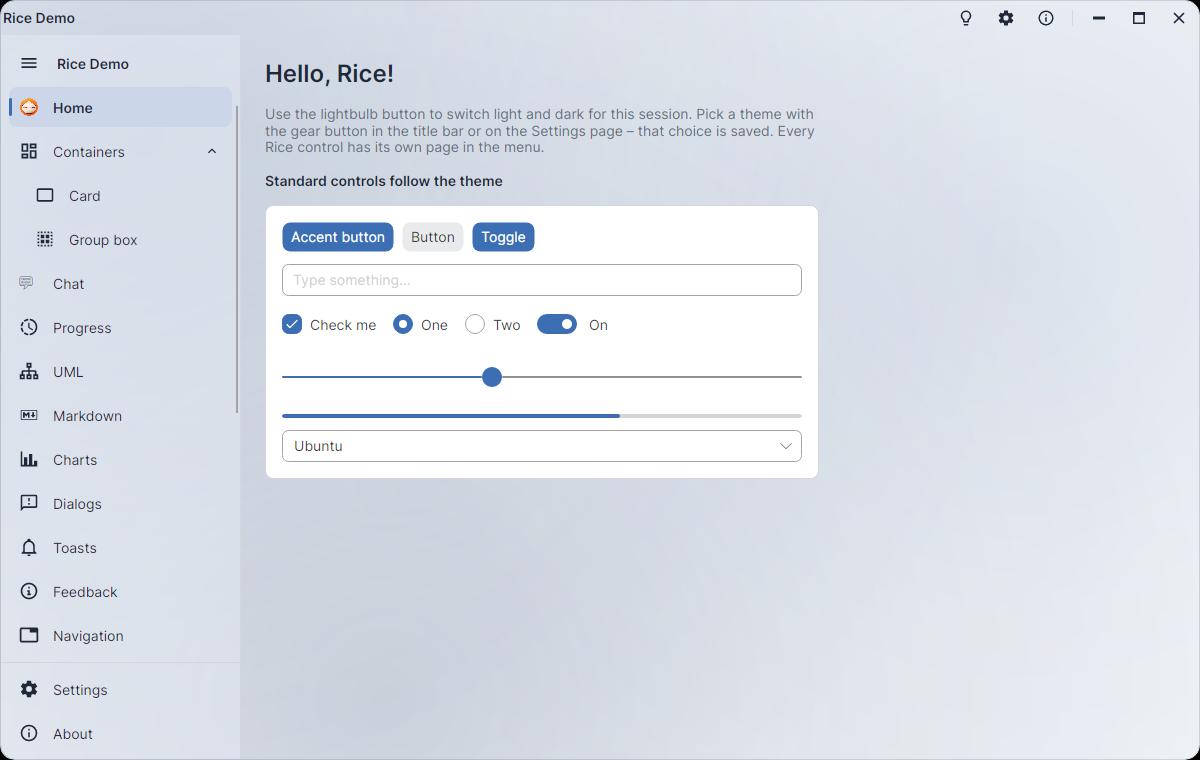 Rice Demo
Rice Demo
Home
Containers
Card
Group box
Chat
Progress
UML
Markdown
Charts
Dialogs
Toasts
Feedback
Navigation
Settings
About
Hello, Rice!
Use the lightbulb button to switch light and dark for this session. Pick a theme with
the gear button in the title bar or on the Settings page – that choice is saved. Every
Rice control has its own page in the menu.
Standard controls follow the theme
Accent button Button Toggle
Type something...
Check me One Two On
Ubuntu